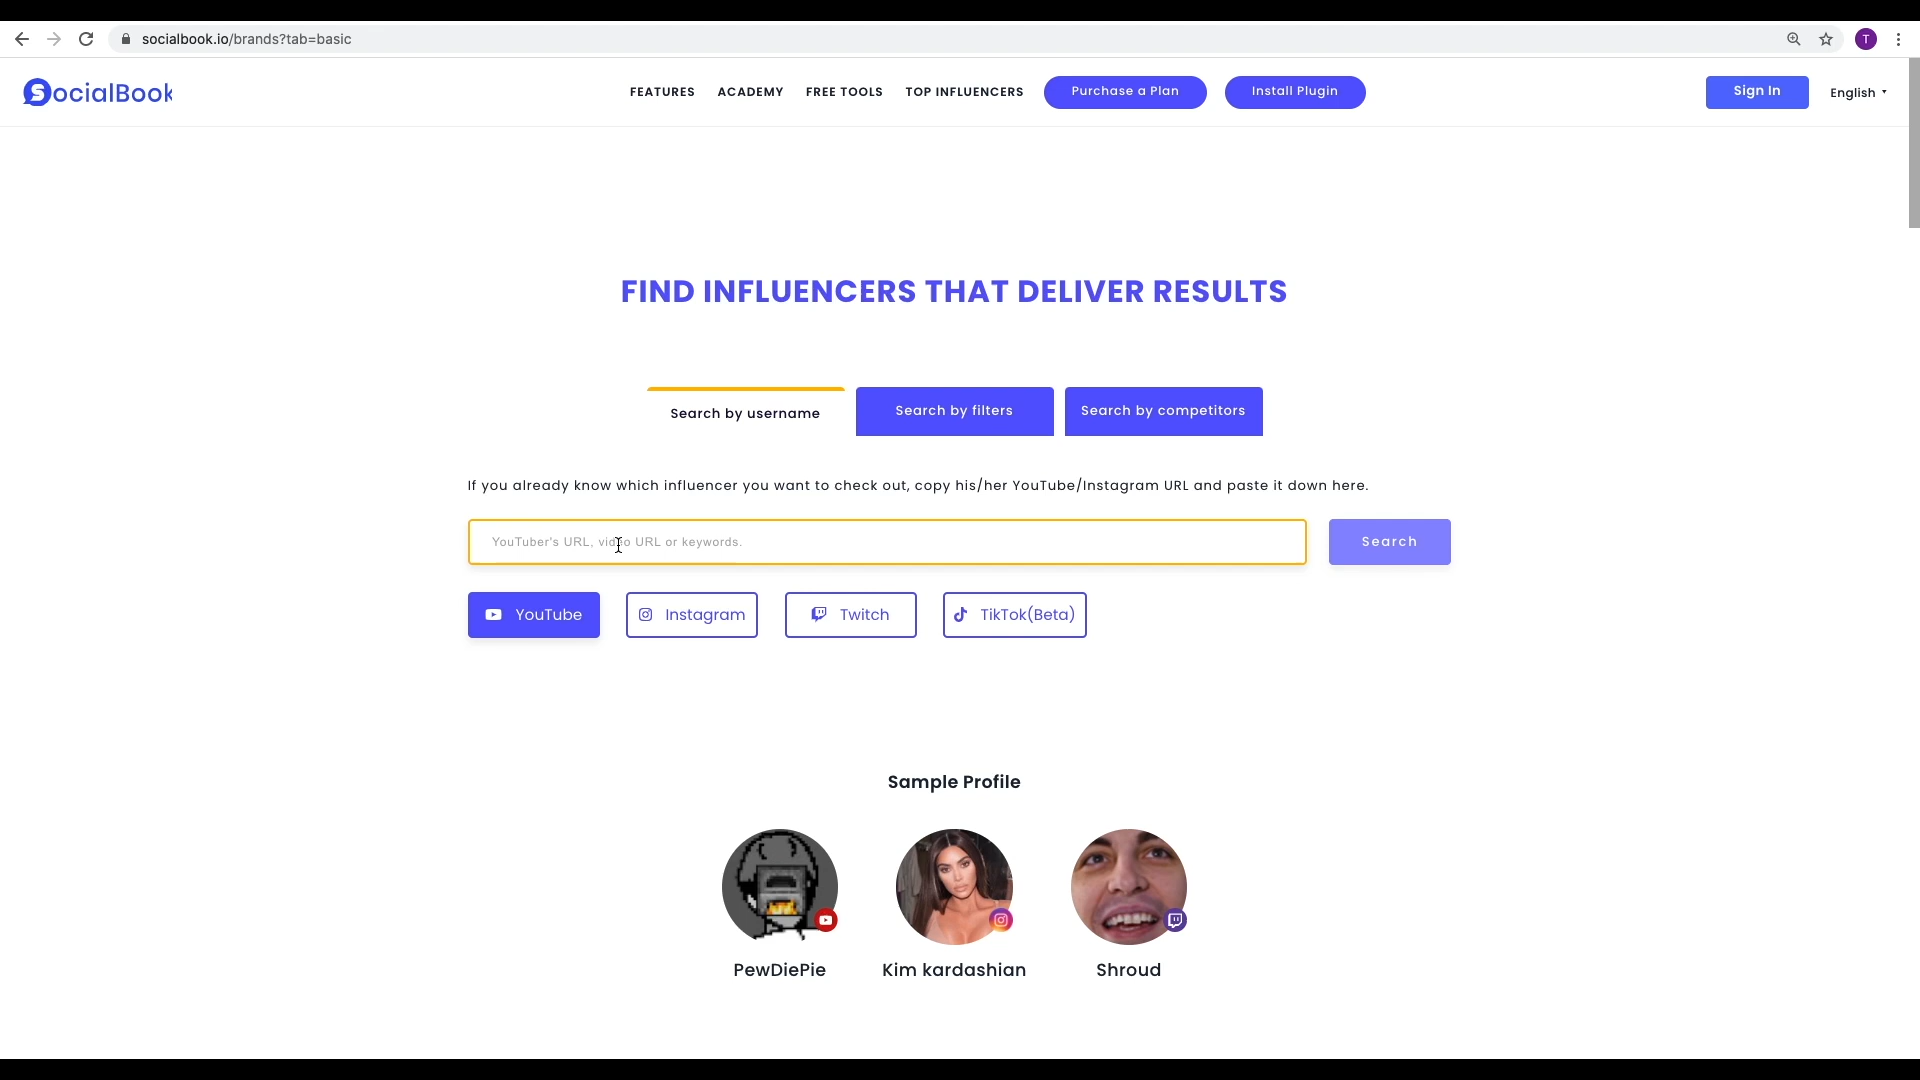 socialbook.io/brands?tab=basic
T
SocialBook
FEATURES ACADEMY FREE TOOLS TOP INFLUENCERS Purchase a Plan Install Plugin Sign In English
FIND INFLUENCERS THAT DELIVER RESULTS
Search by username Search by filters Search by competitors
If you already know which influencer you want to check out, copy his/her YouTube/Instagram URL and paste it down here.
YouTuber's URL, video URL or keywords. Search
YouTube Instagram Twitch TikTok(Beta)
Sample Profile
PewDiePie Kim kardashian Shroud